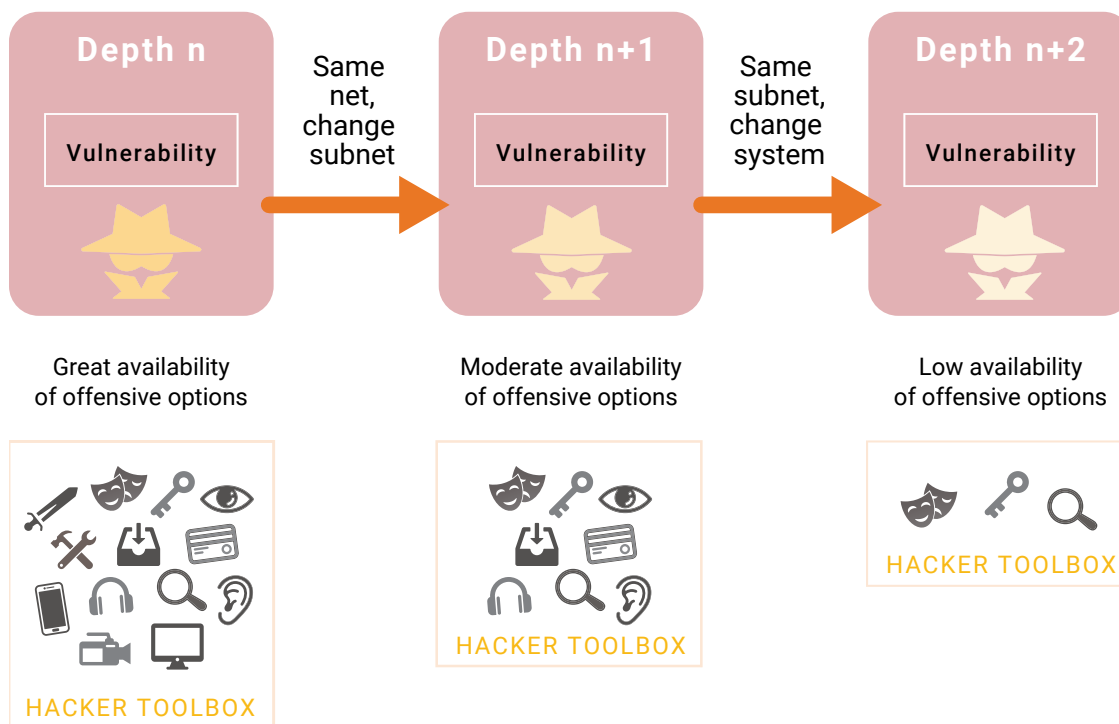 Depth n
Vulnerability
Same
net,
change
subnet
Depth n+1
Vulnerability
Same
subnet,
change
system
Depth n+2
Vulnerability
Great availability
of offensive options
Moderate availability
of offensive options
Low availability
of offensive options
HACKER TOOLBOX
HACKER TOOLBOX
HACKER TOOLBOX